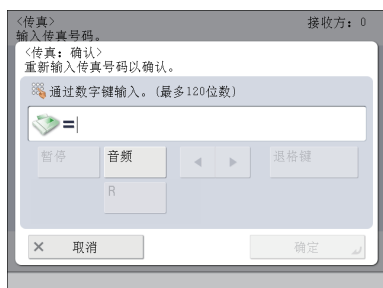 <传真> 接收方: 0
输入传真号码。
<传真: 确认>
重新输入传真号码以确认。
通过数字键输入。(最多120位数)
=
暂停 音频 退格键
R
× 取消 确定